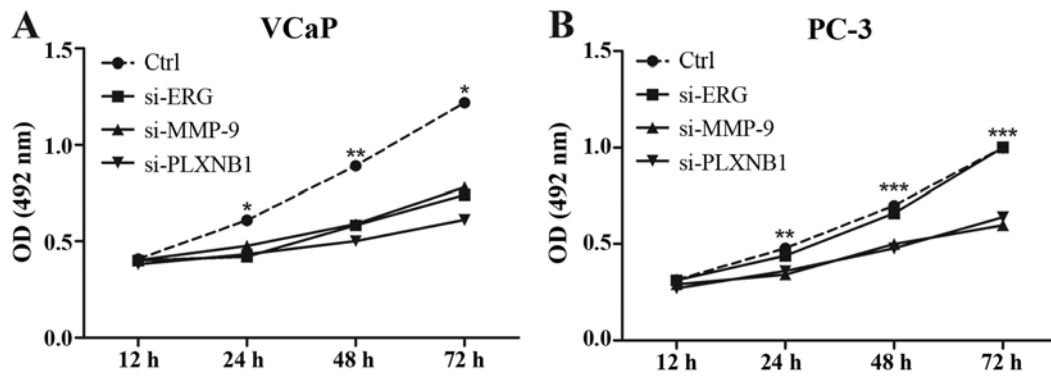 A
VCaP
OD (492 nm)
1.5
1.0
0.5
0.0
Ctrl
si-ERG
si-MMP-9
si-PLXNB1
*
**
*
12 h
24 h
48 h
72 h
B
PC-3
OD (492 nm)
1.5
1.0
0.5
0.0
Ctrl
si-ERG
si-MMP-9
si-PLXNB1
**
***
***
12 h
24 h
48 h
72 h